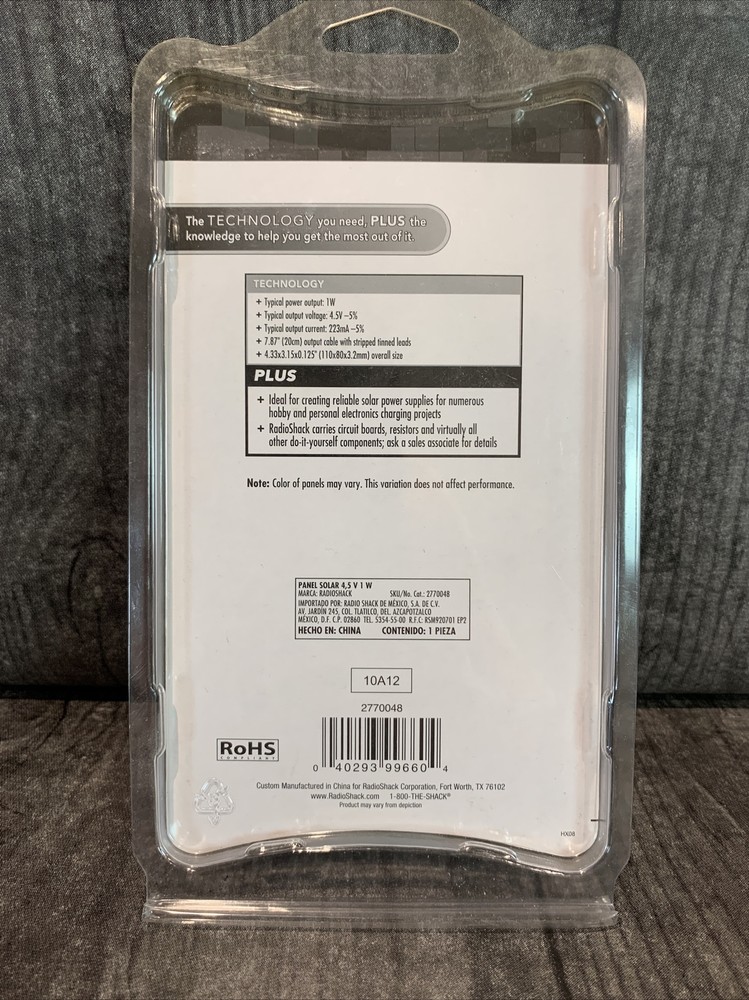 The TECHNOLOGY you need, PLUS the
knowledge to help you get the most out of it.
TECHNOLOGY
+ Typical power output: 1W
+ Typical output voltage: 4.5V –5%
+ Typical output current: 223mA –5%
+ 7.87" (20cm) output cable with stripped tinned leads
+ 4.33x3.15x0.125" (110x80x3.2mm) overall size
PLUS
+ Ideal for creating reliable solar power supplies for numerous
hobby and personal electronics charging projects
+ RadioShack carries circuit boards, resistors and virtually all
other do-it-yourself components; ask a sales associate for details
Note: Color of panels may vary. This variation does not affect performance.
PANEL SOLAR 4,5 V 1 W
MARCA: RADIOSHACK SKU/No. Cat.: 2770048
IMPORTADO POR: RADIO SHACK DE MÉXICO, S.A. DE C.V.
AV. JARDÍN 245, COL. TLATILCO, DEL. AZCAPOTZALCO
MÉXICO, D.F. C.P. 02860 TEL. 5354-55-00 R.F.C: RSM920701 EP2
HECHO EN: CHINA CONTENIDO: 1 PIEZA
10A12
2770048
RoHS
COMPLIANT
0 40293 99660 4
Custom Manufactured in China for RadioShack Corporation, Fort Worth, TX 76102
www.RadioShack.com 1-800-THE-SHACK®
Product may vary from depiction
HX08